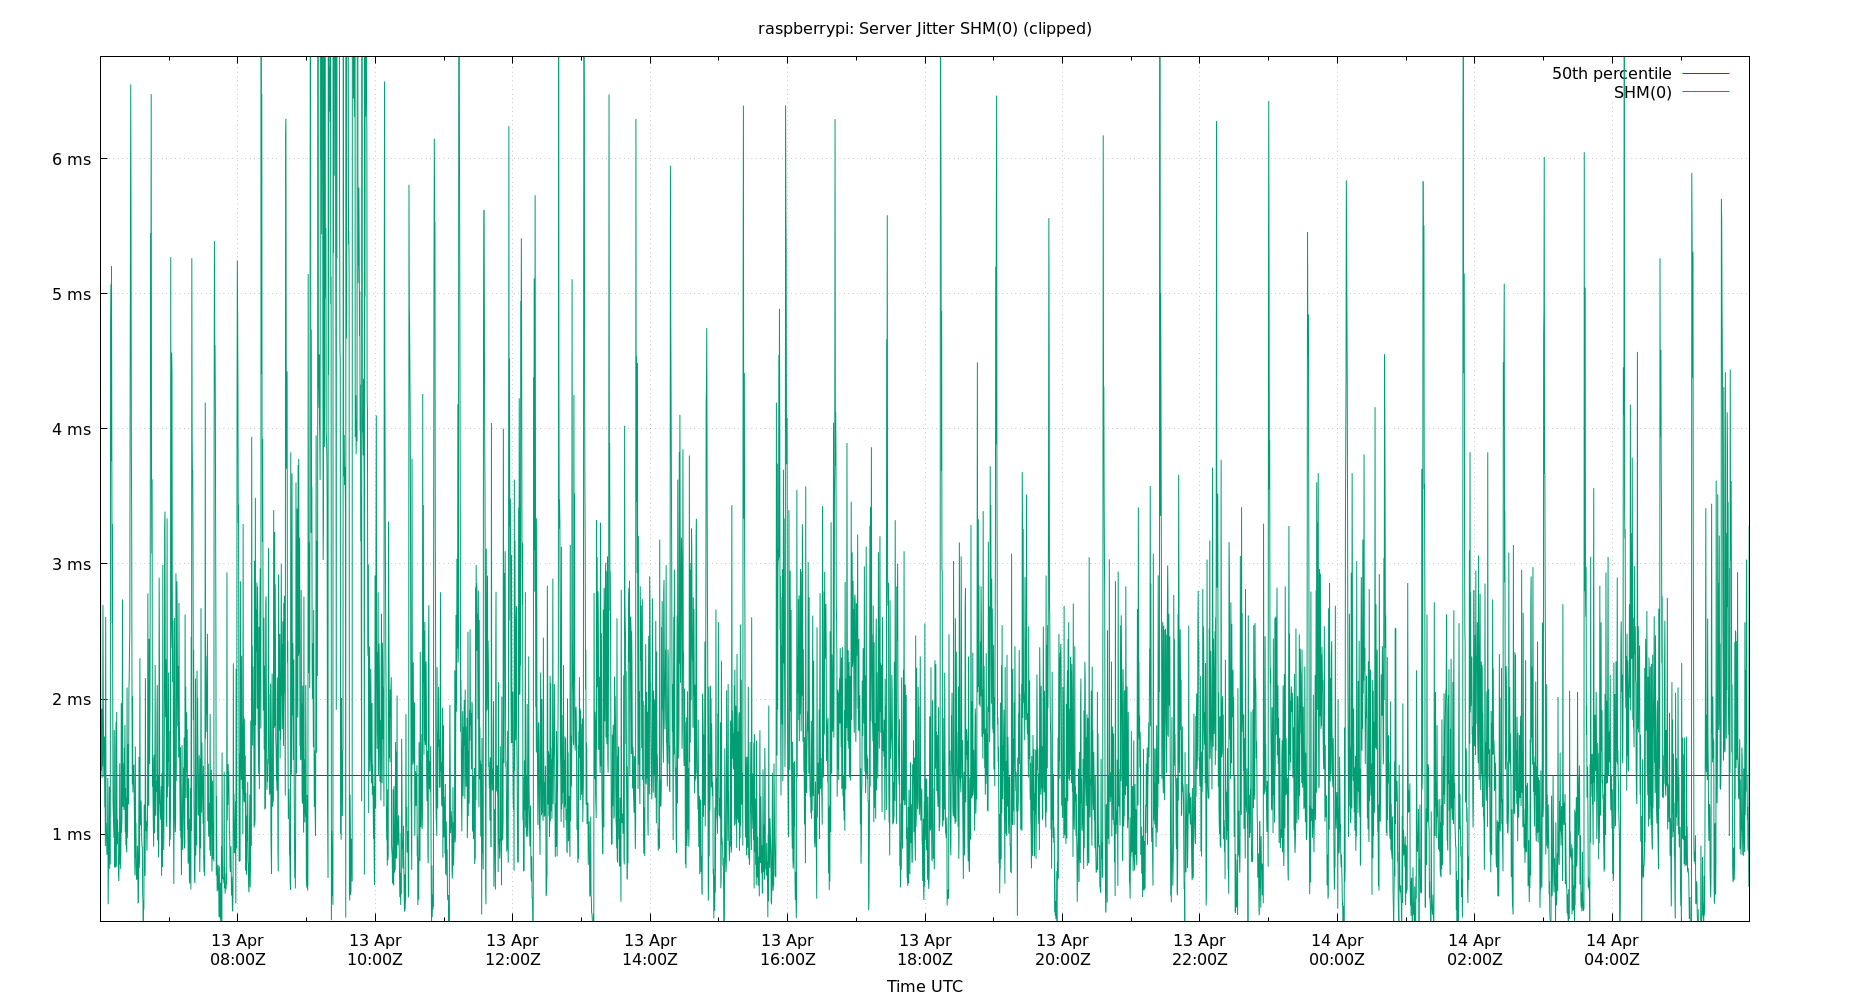 raspberrypi: Server Jitter SHM(0) (clipped)
50th percentile
SHM(0)
6 ms
5 ms
4 ms
3 ms
2 ms
1 ms
13 Apr 13 Apr 13 Apr 13 Apr 13 Apr 13 Apr 13 Apr 13 Apr 14 Apr 14 Apr 14 Apr
08:00Z 10:00Z 12:00Z 14:00Z 16:00Z 18:00Z 20:00Z 22:00Z 00:00Z 02:00Z 04:00Z
Time UTC